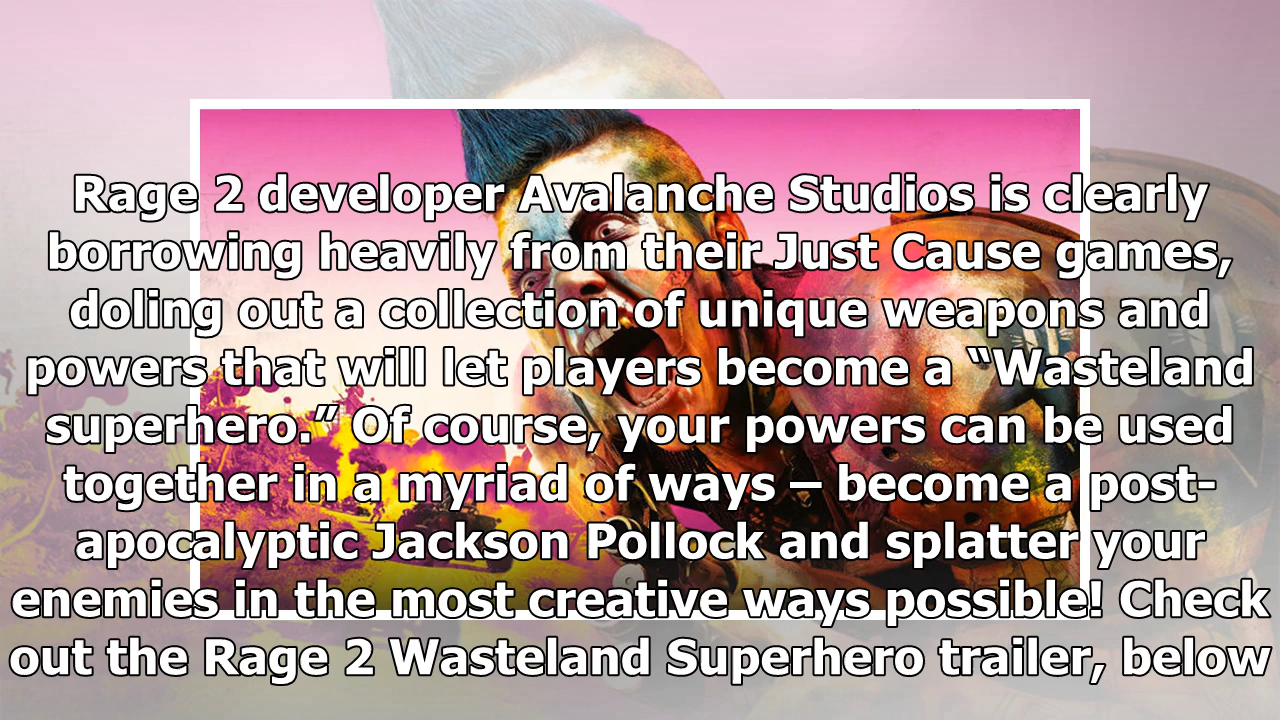 Rage 2 developer Avalanche Studios is clearly
borrowing heavily from their Just Cause games,
doling out a collection of unique weapons and
powers that will let players become a “Wasteland
superhero.” Of course, your powers can be used
together in a myriad of ways – become a post-
apocalyptic Jackson Pollock and splatter your
enemies in the most creative ways possible! Check
out the Rage 2 Wasteland Superhero trailer, below